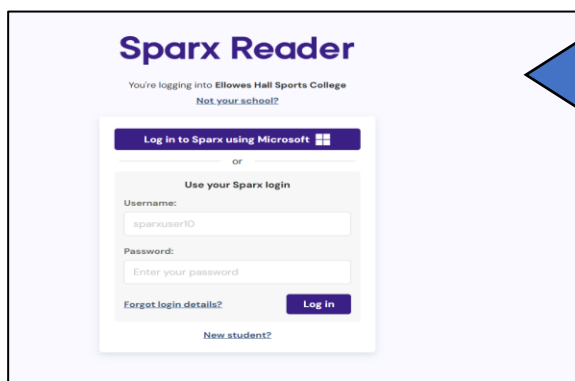 Sparx Reader
You're logging into Ellowes Hall Sports College
Not your school?
Log in to Sparx using Microsoft
or
Use your Sparx login
Username:
sparxuser10
Password:
Enter your password
Forgot login details?
Log in
New student?